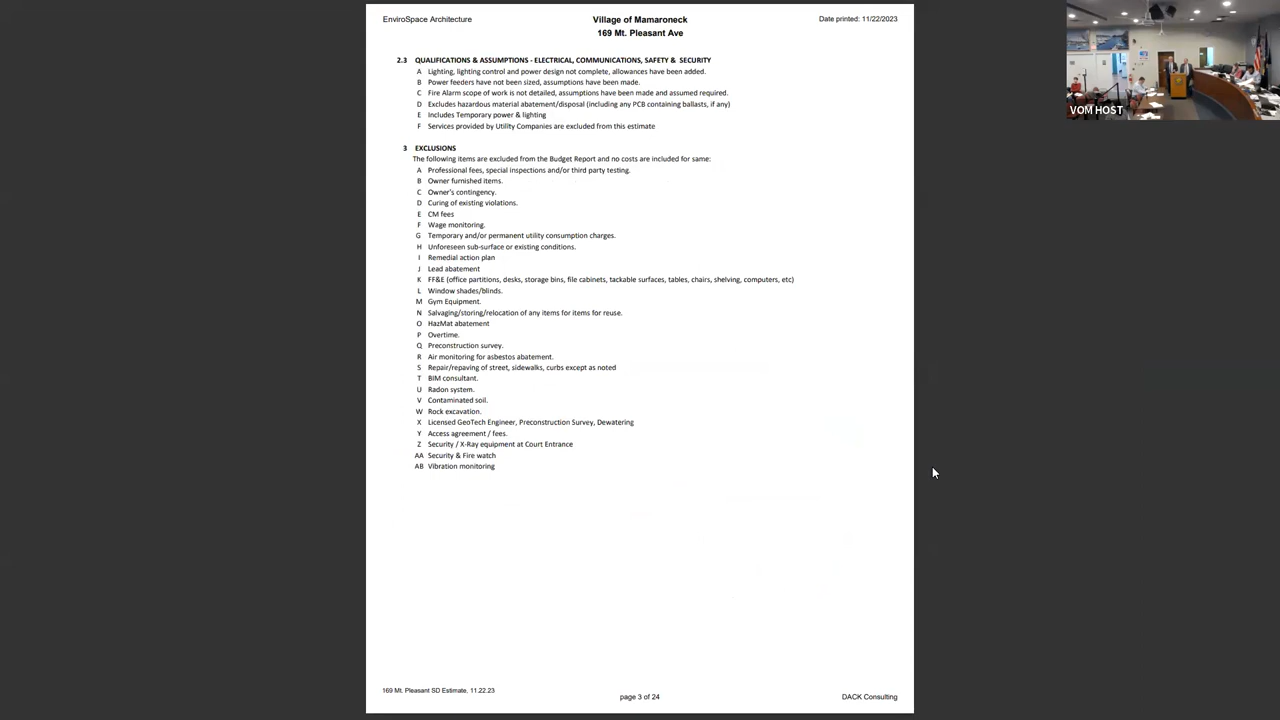 EnviroSpace Architecture
Village of Mamaroneck
Date printed: 11/22/2023
169 Mt. Pleasant Ave
2.3 QUALIFICATIONS & ASSUMPTIONS - ELECTRICAL, COMMUNICATIONS, SAFETY & SECURITY
A Lighting, lighting control and power design not complete, allowances have been added.
B Power feeders have not been sized, assumptions have been made.
C Fire Alarm scope of work is not detailed, assumptions have been made and assumed required.
D Excludes hazardous material abatement/disposal (including any PCB containing ballasts, if any)
E Includes Temporary power & lighting
F Services provided by Utility Companies are excluded from this estimate
3 EXCLUSIONS
The following items are excluded from the Budget Report and no costs are included for same:
A Professional fees, special inspections and/or third party testing.
B Owner furnished items.
C Owner's contingency.
D Curing of existing violations.
E CM fees
F Wage monitoring.
G Temporary and/or permanent utility consumption charges.
H Unforeseen sub-surface or existing conditions.
I Remedial action plan
J Lead abatement
K FF&E (office partitions, desks, storage bins, file cabinets, tackable surfaces, tables, chairs, shelving, computers, etc)
L Window shades/blinds.
M Gym Equipment.
N Salvaging/storing/relocation of any items for items for reuse.
O HazMat abatement
P Overtime.
Q Preconstruction survey.
R Air monitoring for asbestos abatement.
S Repair/repaving of street, sidewalks, curbs except as noted
T BIM consultant.
U Radon system.
V Contaminated soil.
W Rock excavation.
X Licensed GeoTech Engineer, Preconstruction Survey, Dewatering
Y Access agreement / fees.
Z Security / X-Ray equipment at Court Entrance
AA Security & Fire watch
AB Vibration monitoring
169 Mt. Pleasant SD Estimate, 11.22.23
page 3 of 24
DACK Consulting
VOM HOST